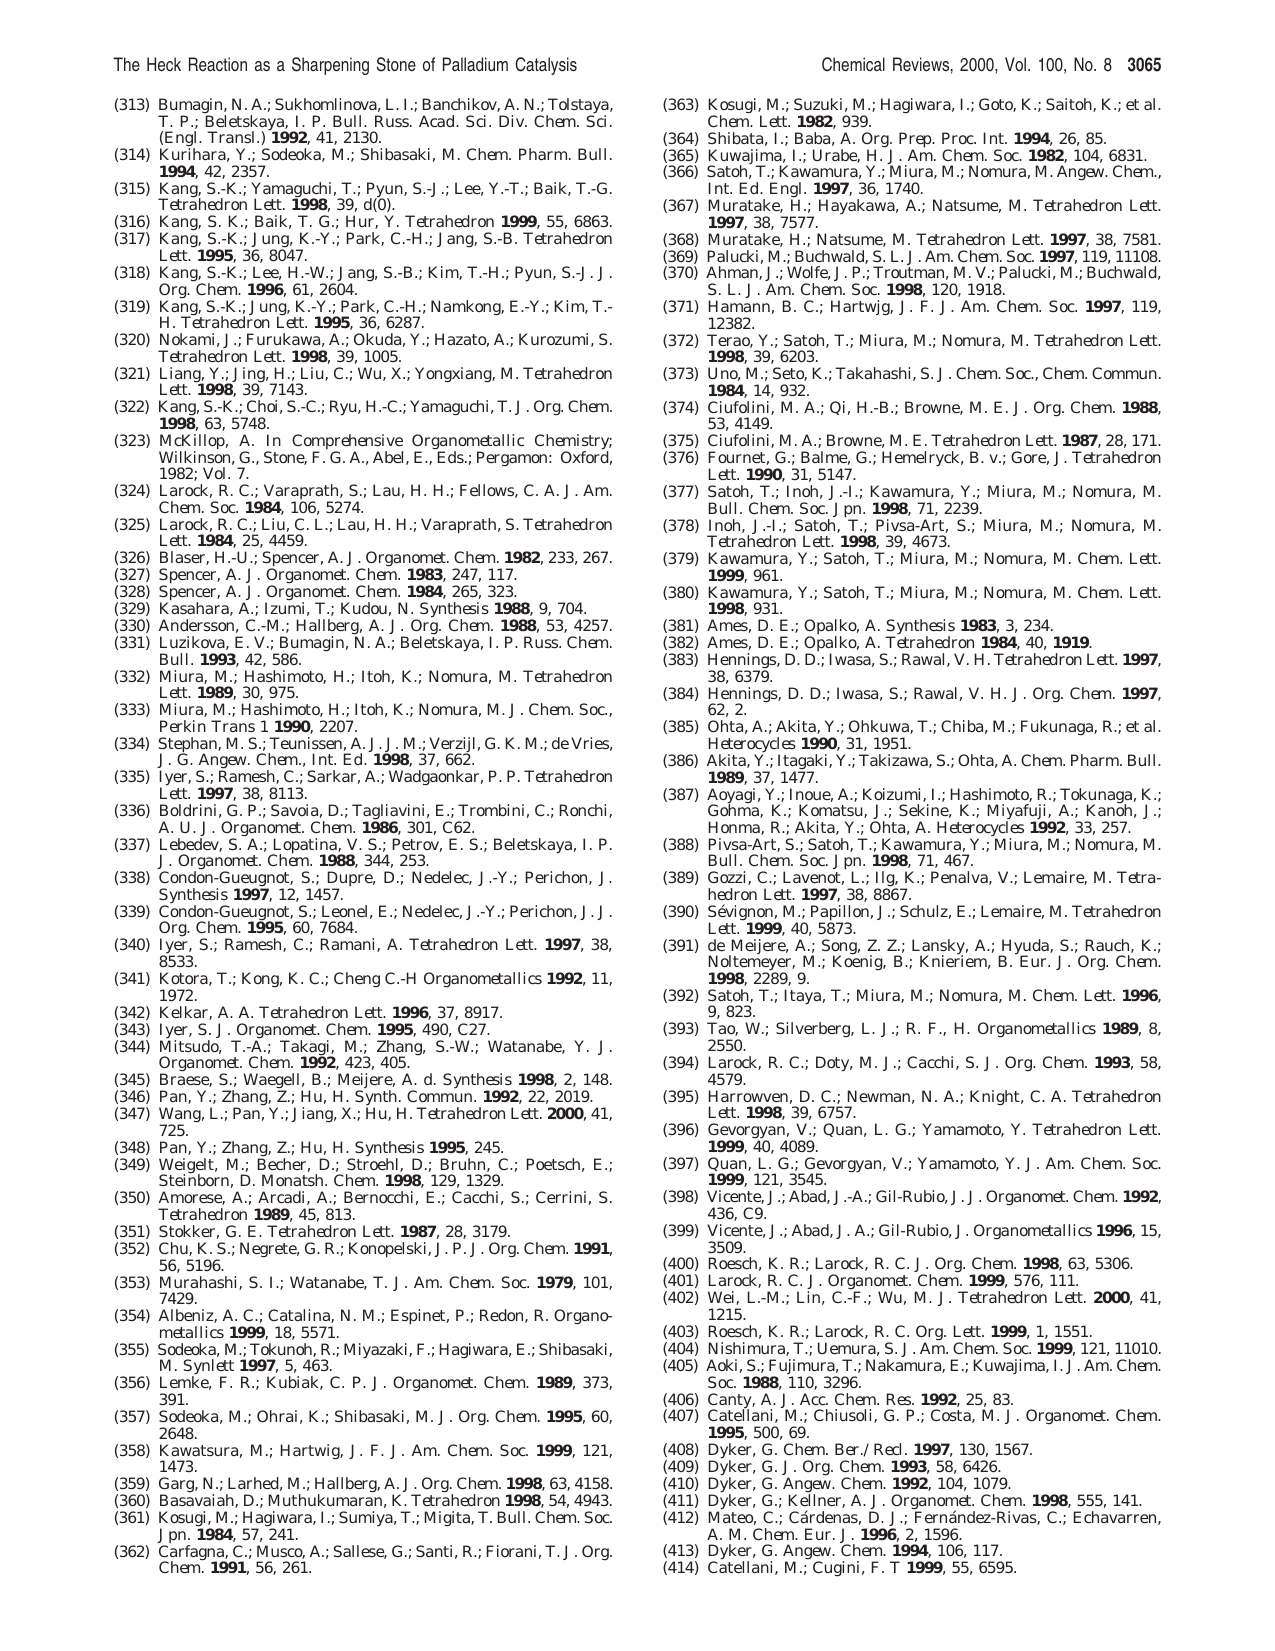 The Heck Reaction as a Sharpening Stone of Palladium Catalysis
Chemical Reviews, 2000, Vol. 100, No. 8 3065
(313) Bumagin, N. A.; Sukhomlinova, L. I.; Banchikov, A. N.; Tolstaya,
T. P.; Beletskaya, I. P. Bull. Russ. Acad. Sci. Div. Chem. Sci.
(Engl. Transl.) 1992, 41, 2130.
(314) Kurihara, Y.; Sodeoka, M.; Shibasaki, M. Chem. Pharm. Bull.
1994, 42, 2357.
(315) Kang, S.-K.; Yamaguchi, T.; Pyun, S.-J.; Lee, Y.-T.; Baik, T.-G.
Tetrahedron Lett. 1998, 39, d(0).
(316) Kang, S. K.; Baik, T. G.; Hur, Y. Tetrahedron 1999, 55, 6863.
(317) Kang, S.-K.; Jung, K.-Y.; Park, C.-H.; Jang, S.-B. Tetrahedron
Lett. 1995, 36, 8047.
(318) Kang, S.-K.; Lee, H.-W.; Jang, S.-B.; Kim, T.-H.; Pyun, S.-J. J.
Org. Chem. 1996, 61, 2604.
(319) Kang, S.-K.; Jung, K.-Y.; Park, C.-H.; Namkong, E.-Y.; Kim, T.-
H. Tetrahedron Lett. 1995, 36, 6287.
(320) Nokami, J.; Furukawa, A.; Okuda, Y.; Hazato, A.; Kurozumi, S.
Tetrahedron Lett. 1998, 39, 1005.
(321) Liang, Y.; Jing, H.; Liu, C.; Wu, X.; Yongxiang, M. Tetrahedron
Lett. 1998, 39, 7143.
(322) Kang, S.-K.; Choi, S.-C.; Ryu, H.-C.; Yamaguchi, T. J. Org. Chem.
1998, 63, 5748.
(323) McKillop, A. In Comprehensive Organometallic Chemistry;
Wilkinson, G., Stone, F. G. A., Abel, E., Eds.; Pergamon: Oxford,
1982; Vol. 7.
(324) Larock, R. C.; Varaprath, S.; Lau, H. H.; Fellows, C. A. J. Am.
Chem. Soc. 1984, 106, 5274.
(325) Larock, R. C.; Liu, C. L.; Lau, H. H.; Varaprath, S. Tetrahedron
Lett. 1984, 25, 4459.
(326) Blaser, H.-U.; Spencer, A. J. Organomet. Chem. 1982, 233, 267.
(327) Spencer, A. J. Organomet. Chem. 1983, 247, 117.
(328) Spencer, A. J. Organomet. Chem. 1984, 265, 323.
(329) Kasahara, A.; Izumi, T.; Kudou, N. Synthesis 1988, 9, 704.
(330) Andersson, C.-M.; Hallberg, A. J. Org. Chem. 1988, 53, 4257.
(331) Luzikova, E. V.; Bumagin, N. A.; Beletskaya, I. P. Russ. Chem.
Bull. 1993, 42, 586.
(332) Miura, M.; Hashimoto, H.; Itoh, K.; Nomura, M. Tetrahedron
Lett. 1989, 30, 975.
(333) Miura, M.; Hashimoto, H.; Itoh, K.; Nomura, M. J. Chem. Soc.,
Perkin Trans 1 1990, 2207.
(334) Stephan, M. S.; Teunissen, A. J. J. M.; Verzijl, G. K. M.; de Vries,
J. G. Angew. Chem., Int. Ed. 1998, 37, 662.
(335) Iyer, S.; Ramesh, C.; Sarkar, A.; Wadgaonkar, P. P. Tetrahedron
Lett. 1997, 38, 8113.
(336) Boldrini, G. P.; Savoia, D.; Tagliavini, E.; Trombini, C.; Ronchi,
A. U. J. Organomet. Chem. 1986, 301, C62.
(337) Lebedev, S. A.; Lopatina, V. S.; Petrov, E. S.; Beletskaya, I. P.
J. Organomet. Chem. 1988, 344, 253.
(338) Condon-Gueugnot, S.; Dupre, D.; Nedelec, J.-Y.; Perichon, J.
Synthesis 1997, 12, 1457.
(339) Condon-Gueugnot, S.; Leonel, E.; Nedelec, J.-Y.; Perichon, J. J.
Org. Chem. 1995, 60, 7684.
(340) Iyer, S.; Ramesh, C.; Ramani, A. Tetrahedron Lett. 1997, 38,
8533.
(341) Kotora, T.; Kong, K. C.; Cheng C.-H Organometallics 1992, 11,
1972.
(342) Kelkar, A. A. Tetrahedron Lett. 1996, 37, 8917.
(343) Iyer, S. J. Organomet. Chem. 1995, 490, C27.
(344) Mitsudo, T.-A.; Takagi, M.; Zhang, S.-W.; Watanabe, Y. J.
Organomet. Chem. 1992, 423, 405.
(345) Braese, S.; Waegell, B.; Meijere, A. d. Synthesis 1998, 2, 148.
(346) Pan, Y.; Zhang, Z.; Hu, H. Synth. Commun. 1992, 22, 2019.
(347) Wang, L.; Pan, Y.; Jiang, X.; Hu, H. Tetrahedron Lett. 2000, 41,
725.
(348) Pan, Y.; Zhang, Z.; Hu, H. Synthesis 1995, 245.
(349) Weigelt, M.; Becher, D.; Stroehl, D.; Bruhn, C.; Poetsch, E.;
Steinborn, D. Monatsh. Chem. 1998, 129, 1329.
(350) Amorese, A.; Arcadi, A.; Bernocchi, E.; Cacchi, S.; Cerrini, S.
Tetrahedron 1989, 45, 813.
(351) Stokker, G. E. Tetrahedron Lett. 1987, 28, 3179.
(352) Chu, K. S.; Negrete, G. R.; Konopelski, J. P. J. Org. Chem. 1991,
56, 5196.
(353) Murahashi, S. I.; Watanabe, T. J. Am. Chem. Soc. 1979, 101,
7429.
(354) Albeniz, A. C.; Catalina, N. M.; Espinet, P.; Redon, R. Organo-
metallics 1999, 18, 5571.
(355) Sodeoka, M.; Tokunoh, R.; Miyazaki, F.; Hagiwara, E.; Shibasaki,
M. Synlett 1997, 5, 463.
(356) Lemke, F. R.; Kubiak, C. P. J. Organomet. Chem. 1989, 373,
391.
(357) Sodeoka, M.; Ohrai, K.; Shibasaki, M. J. Org. Chem. 1995, 60,
2648.
(358) Kawatsura, M.; Hartwig, J. F. J. Am. Chem. Soc. 1999, 121,
1473.
(359) Garg, N.; Larhed, M.; Hallberg, A. J. Org. Chem. 1998, 63, 4158.
(360) Basavaiah, D.; Muthukumaran, K. Tetrahedron 1998, 54, 4943.
(361) Kosugi, M.; Hagiwara, I.; Sumiya, T.; Migita, T. Bull. Chem. Soc.
Jpn. 1984, 57, 241.
(362) Carfagna, C.; Musco, A.; Sallese, G.; Santi, R.; Fiorani, T. J. Org.
Chem. 1991, 56, 261.
(363) Kosugi, M.; Suzuki, M.; Hagiwara, I.; Goto, K.; Saitoh, K.; et al.
Chem. Lett. 1982, 939.
(364) Shibata, I.; Baba, A. Org. Prep. Proc. Int. 1994, 26, 85.
(365) Kuwajima, I.; Urabe, H. J. Am. Chem. Soc. 1982, 104, 6831.
(366) Satoh, T.; Kawamura, Y.; Miura, M.; Nomura, M. Angew. Chem.,
Int. Ed. Engl. 1997, 36, 1740.
(367) Muratake, H.; Hayakawa, A.; Natsume, M. Tetrahedron Lett.
1997, 38, 7577.
(368) Muratake, H.; Natsume, M. Tetrahedron Lett. 1997, 38, 7581.
(369) Palucki, M.; Buchwald, S. L. J. Am. Chem. Soc. 1997, 119, 11108.
(370) Ahman, J.; Wolfe, J. P.; Troutman, M. V.; Palucki, M.; Buchwald,
S. L. J. Am. Chem. Soc. 1998, 120, 1918.
(371) Hamann, B. C.; Hartwjg, J. F. J. Am. Chem. Soc. 1997, 119,
12382.
(372) Terao, Y.; Satoh, T.; Miura, M.; Nomura, M. Tetrahedron Lett.
1998, 39, 6203.
(373) Uno, M.; Seto, K.; Takahashi, S. J. Chem. Soc., Chem. Commun.
1984, 14, 932.
(374) Ciufolini, M. A.; Qi, H.-B.; Browne, M. E. J. Org. Chem. 1988,
53, 4149.
(375) Ciufolini, M. A.; Browne, M. E. Tetrahedron Lett. 1987, 28, 171.
(376) Fournet, G.; Balme, G.; Hemelryck, B. v.; Gore, J. Tetrahedron
Lett. 1990, 31, 5147.
(377) Satoh, T.; Inoh, J.-I.; Kawamura, Y.; Miura, M.; Nomura, M.
Bull. Chem. Soc. Jpn. 1998, 71, 2239.
(378) Inoh, J.-I.; Satoh, T.; Pivsa-Art, S.; Miura, M.; Nomura, M.
Tetrahedron Lett. 1998, 39, 4673.
(379) Kawamura, Y.; Satoh, T.; Miura, M.; Nomura, M. Chem. Lett.
1999, 961.
(380) Kawamura, Y.; Satoh, T.; Miura, M.; Nomura, M. Chem. Lett.
1998, 931.
(381) Ames, D. E.; Opalko, A. Synthesis 1983, 3, 234.
(382) Ames, D. E.; Opalko, A. Tetrahedron 1984, 40, 1919.
(383) Hennings, D. D.; Iwasa, S.; Rawal, V. H. Tetrahedron Lett. 1997,
38, 6379.
(384) Hennings, D. D.; Iwasa, S.; Rawal, V. H. J. Org. Chem. 1997,
62, 2.
(385) Ohta, A.; Akita, Y.; Ohkuwa, T.; Chiba, M.; Fukunaga, R.; et al.
Heterocycles 1990, 31, 1951.
(386) Akita, Y.; Itagaki, Y.; Takizawa, S.; Ohta, A. Chem. Pharm. Bull.
1989, 37, 1477.
(387) Aoyagi, Y.; Inoue, A.; Koizumi, I.; Hashimoto, R.; Tokunaga, K.;
Gohma, K.; Komatsu, J.; Sekine, K.; Miyafuji, A.; Kanoh, J.;
Honma, R.; Akita, Y.; Ohta, A. Heterocycles 1992, 33, 257.
(388) Pivsa-Art, S.; Satoh, T.; Kawamura, Y.; Miura, M.; Nomura, M.
Bull. Chem. Soc. Jpn. 1998, 71, 467.
(389) Gozzi, C.; Lavenot, L.; Ilg, K.; Penalva, V.; Lemaire, M. Tetra-
hedron Lett. 1997, 38, 8867.
(390) Sévignon, M.; Papillon, J.; Schulz, E.; Lemaire, M. Tetrahedron
Lett. 1999, 40, 5873.
(391) de Meijere, A.; Song, Z. Z.; Lansky, A.; Hyuda, S.; Rauch, K.;
Noltemeyer, M.; Koenig, B.; Knieriem, B. Eur. J. Org. Chem.
1998, 2289, 9.
(392) Satoh, T.; Itaya, T.; Miura, M.; Nomura, M. Chem. Lett. 1996,
9, 823.
(393) Tao, W.; Silverberg, L. J.; R. F., H. Organometallics 1989, 8,
2550.
(394) Larock, R. C.; Doty, M. J.; Cacchi, S. J. Org. Chem. 1993, 58,
4579.
(395) Harrowven, D. C.; Newman, N. A.; Knight, C. A. Tetrahedron
Lett. 1998, 39, 6757.
(396) Gevorgyan, V.; Quan, L. G.; Yamamoto, Y. Tetrahedron Lett.
1999, 40, 4089.
(397) Quan, L. G.; Gevorgyan, V.; Yamamoto, Y. J. Am. Chem. Soc.
1999, 121, 3545.
(398) Vicente, J.; Abad, J.-A.; Gil-Rubio, J. J. Organomet. Chem. 1992,
436, C9.
(399) Vicente, J.; Abad, J. A.; Gil-Rubio, J. Organometallics 1996, 15,
3509.
(400) Roesch, K. R.; Larock, R. C. J. Org. Chem. 1998, 63, 5306.
(401) Larock, R. C. J. Organomet. Chem. 1999, 576, 111.
(402) Wei, L.-M.; Lin, C.-F.; Wu, M. J. Tetrahedron Lett. 2000, 41,
1215.
(403) Roesch, K. R.; Larock, R. C. Org. Lett. 1999, 1, 1551.
(404) Nishimura, T.; Uemura, S. J. Am. Chem. Soc. 1999, 121, 11010.
(405) Aoki, S.; Fujimura, T.; Nakamura, E.; Kuwajima, I. J. Am. Chem.
Soc. 1988, 110, 3296.
(406) Canty, A. J. Acc. Chem. Res. 1992, 25, 83.
(407) Catellani, M.; Chiusoli, G. P.; Costa, M. J. Organomet. Chem.
1995, 500, 69.
(408) Dyker, G. Chem. Ber./Recl. 1997, 130, 1567.
(409) Dyker, G. J. Org. Chem. 1993, 58, 6426.
(410) Dyker, G. Angew. Chem. 1992, 104, 1079.
(411) Dyker, G.; Kellner, A. J. Organomet. Chem. 1998, 555, 141.
(412) Mateo, C.; Cárdenas, D. J.; Fernández-Rivas, C.; Echavarren,
A. M. Chem. Eur. J. 1996, 2, 1596.
(413) Dyker, G. Angew. Chem. 1994, 106, 117.
(414) Catellani, M.; Cugini, F. T 1999, 55, 6595.